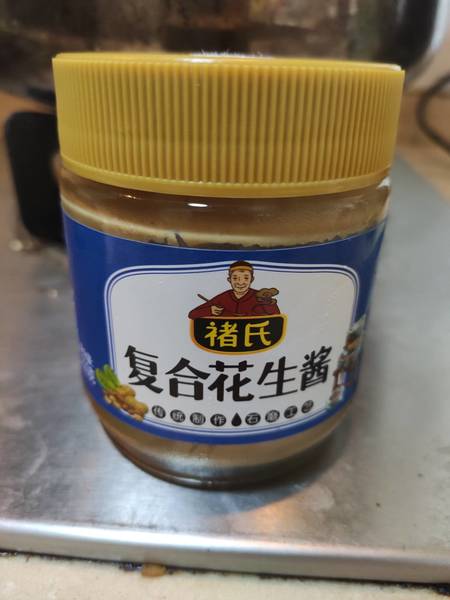 褚氏
复合花生酱
传统制作 石磨工艺